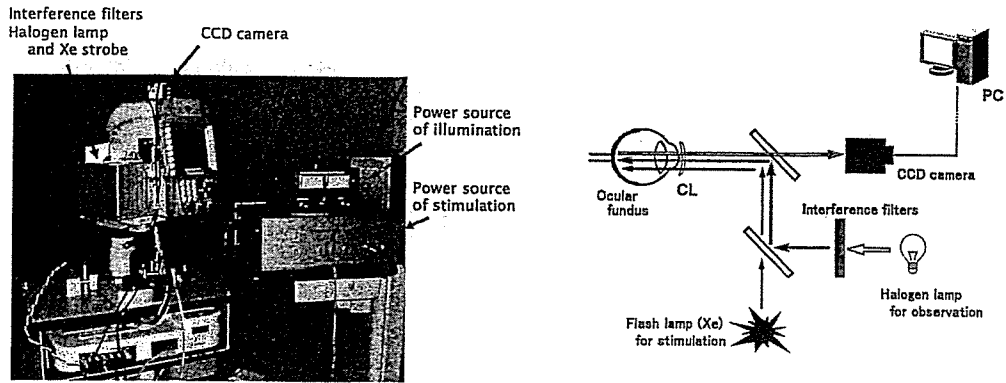 Interference filters
Halogen lamp
and Xe strobe
CCD camera
Power source
of illumination
Power source
of stimulation
PC
CCD camera
CL
Ocular
fundus
Interference filters
Halogen lamp
for observation
Flash lamp (Xe)
for stimulation